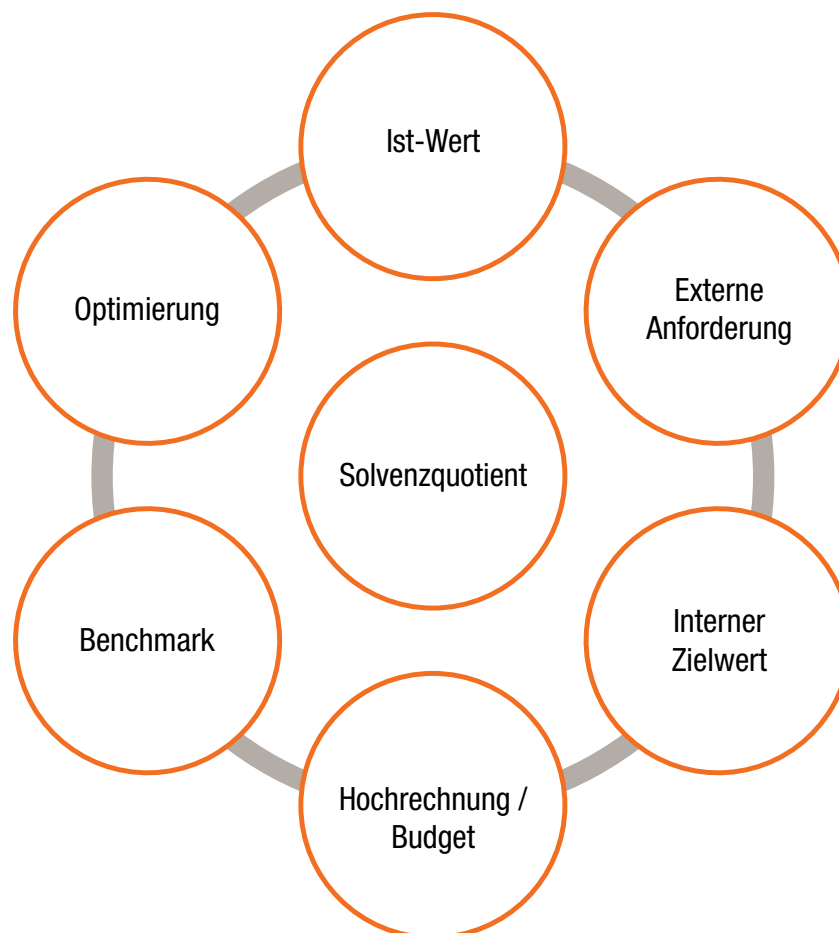 Ist-Wert
Externe
Anforderung
Interner
Zielwert
Hochrechnung /
Budget
Benchmark
Optimierung
Solvenzquotient